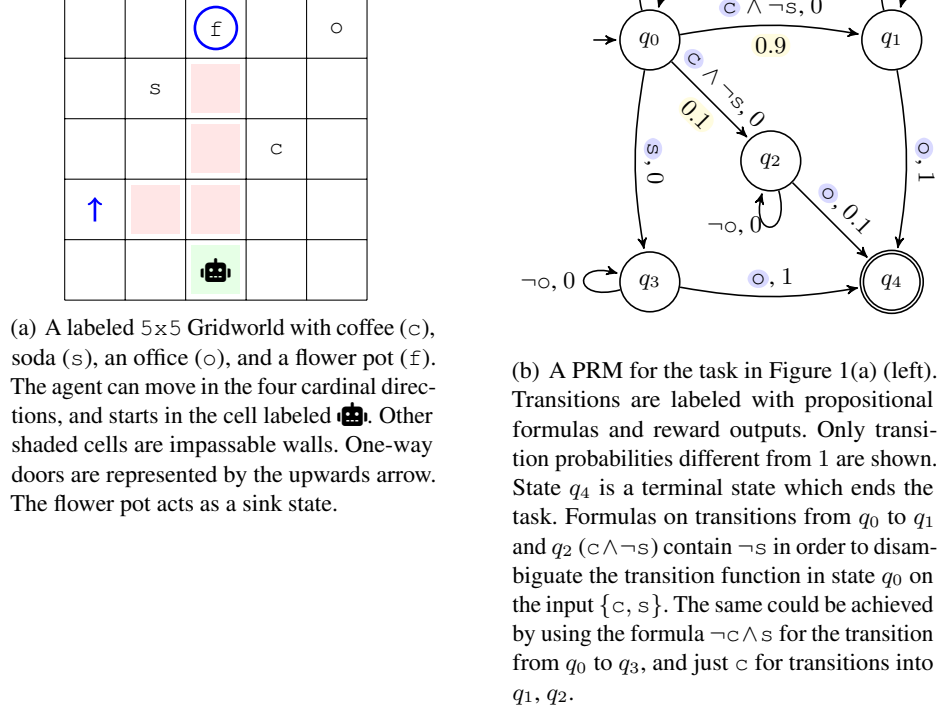 f
o
s
c
↑
(a) A labeled 5x5 Gridworld with coffee (c),
soda (s), an office (o), and a flower pot (f).
The agent can move in the four cardinal direc-
tions, and starts in the cell labeled . Other
shaded cells are impassable walls. One-way
doors are represented by the upwards arrow.
The flower pot acts as a sink state.
c ∧ ¬s, 0
q0
0.9
q1
c ∧ ¬s, 0
0.1
s, 0
q2
o, 1
¬o, 0
o, 0.1
¬o, 0
q3
o, 1
q4
(b) A PRM for the task in Figure 1(a) (left).
Transitions are labeled with propositional
formulas and reward outputs. Only transi-
tion probabilities different from 1 are shown.
State q4 is a terminal state which ends the
task. Formulas on transitions from q0 to q1
and q2 (c∧¬s) contain ¬s in order to disam-
biguate the transition function in state q0 on
the input {c, s}. The same could be achieved
by using the formula ¬c∧s for the transition
from q0 to q3, and just c for transitions into
q1, q2.